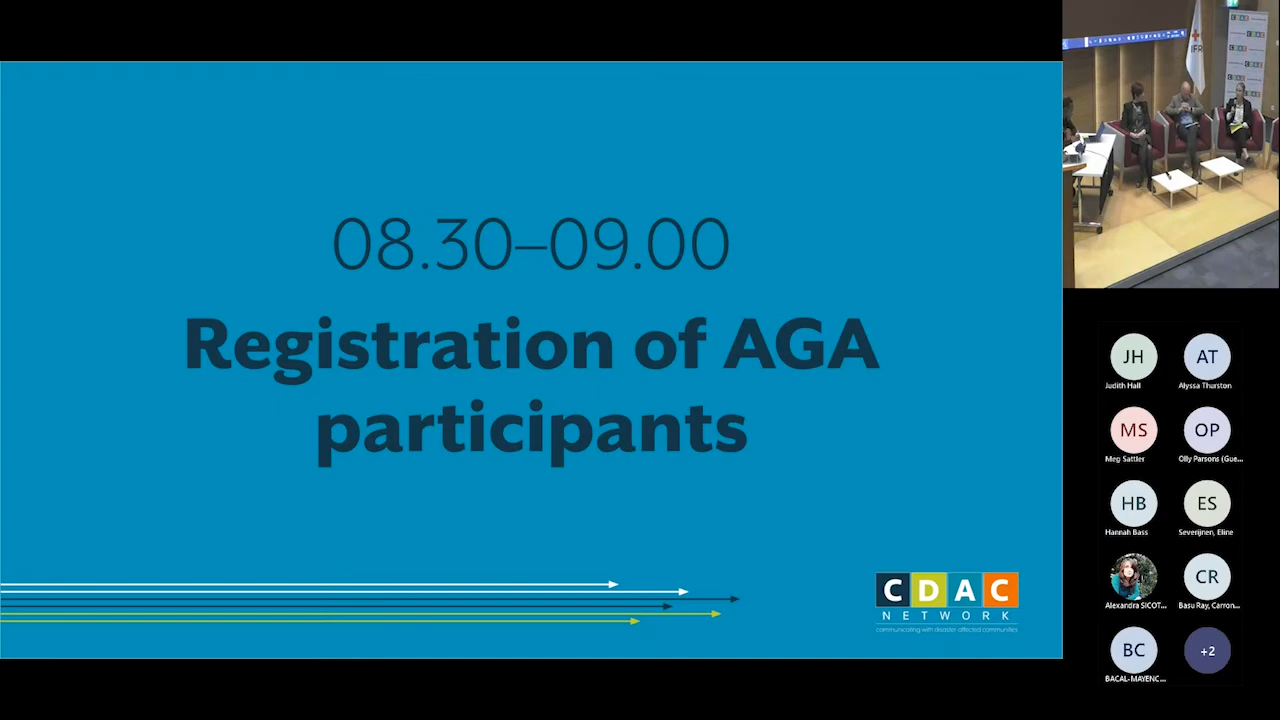 08.30–09.00
Registration of AGA
participants
CDAC
NETWORK
communicating with disaster affected communities
CDAC
IFR
JH
Judith Hall
AT
Alyssa Thurston
MS
Meg Sattler
OP
Olly Parsons (Gue...
HB
Hannah Bass
ES
Severijnen, Eline
Alexandra SICOT...
CR
Basu Ray, Carron...
BC
BACAL-MAYENC...
+2